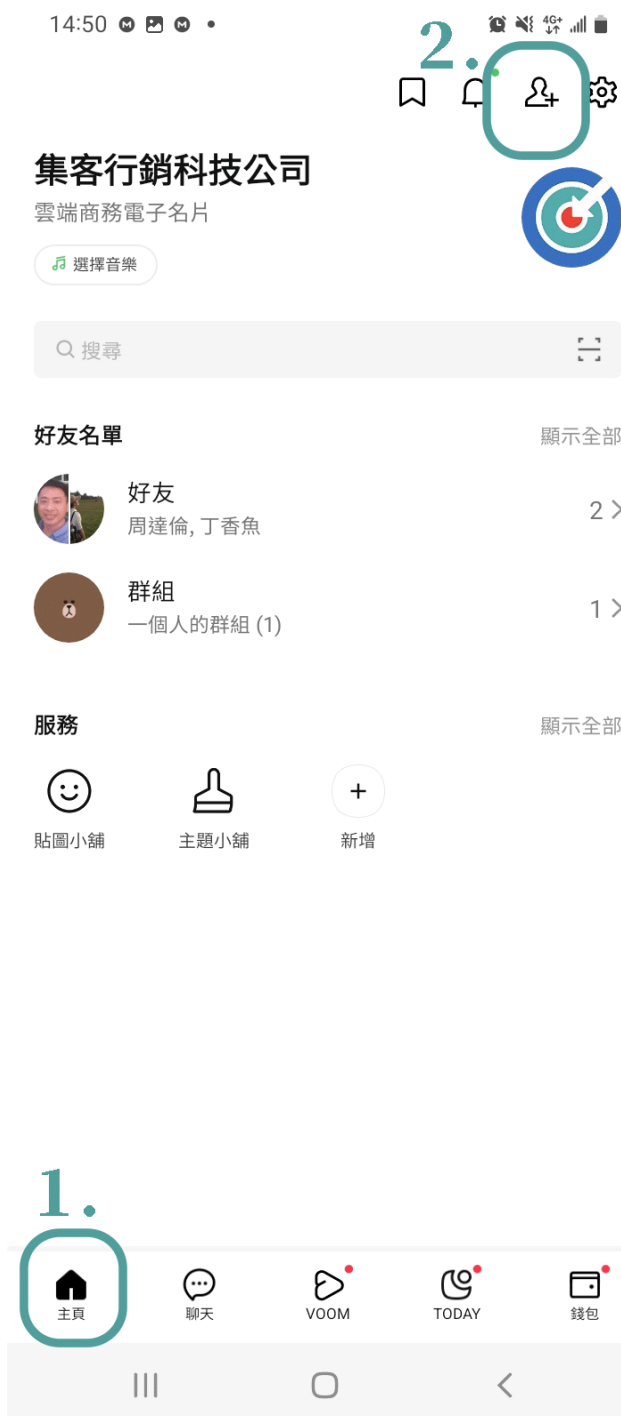 14:50
4G+
2.
集客行銷科技公司
雲端商務電子名片
選擇音樂
搜尋
好友名單 顯示全部
好友
周達倫, 丁香魚
2
群組
一個人的群組 (1)
1
服務 顯示全部
貼圖小舖 主題小舖 新增
1.
主頁 聊天 VOOM TODAY 錢包